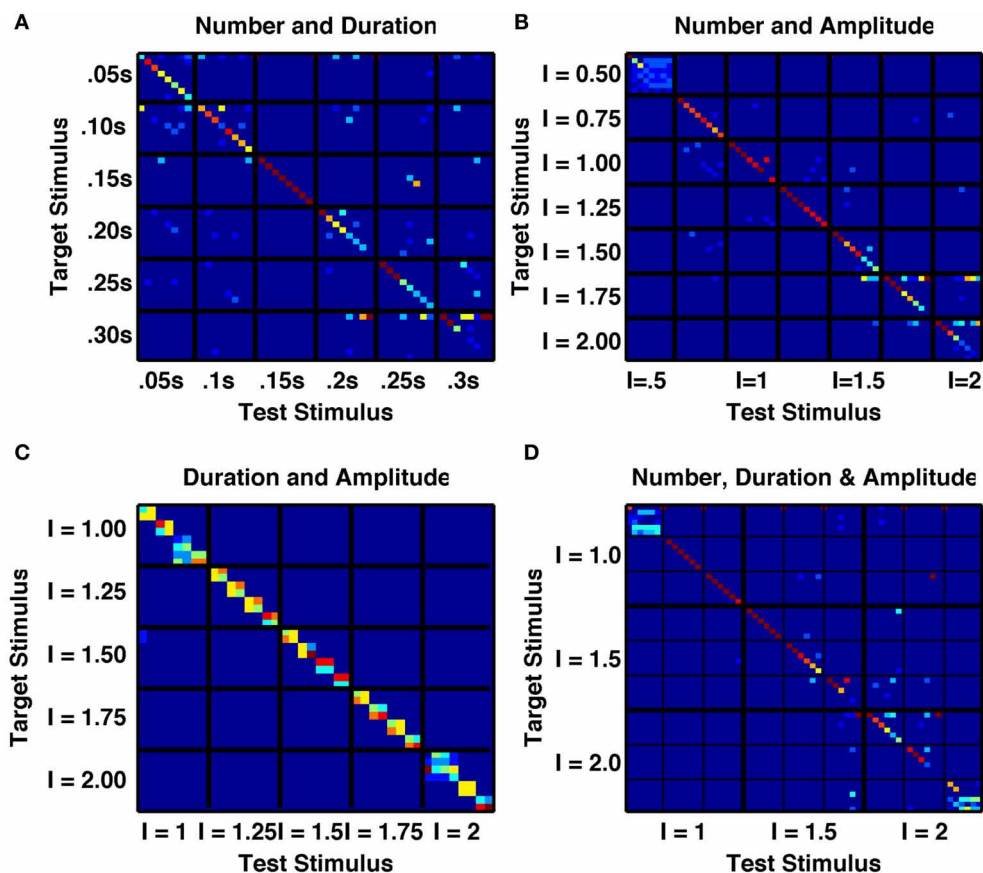 A
Number and Duration
Target Stimulus
.05s
.10s
.15s
.20s
.25s
.30s
.05s .1s .15s .2s .25s .3s
Test Stimulus
B
Number and Amplitude
Target Stimulus
I = 0.50
I = 0.75
I = 1.00
I = 1.25
I = 1.50
I = 1.75
I = 2.00
I=.5 I=1 I=1.5 I=2
Test Stimulus
C
Duration and Amplitude
Target Stimulus
I = 1.00
I = 1.25
I = 1.50
I = 1.75
I = 2.00
I = 1 I = 1.25 I = 1.5 I = 1.75 I = 2
Test Stimulus
D
Number, Duration & Amplitude
Target Stimulus
I = 1.0
I = 1.5
I = 2.0
I = 1 I = 1.5 I = 2
Test Stimulus